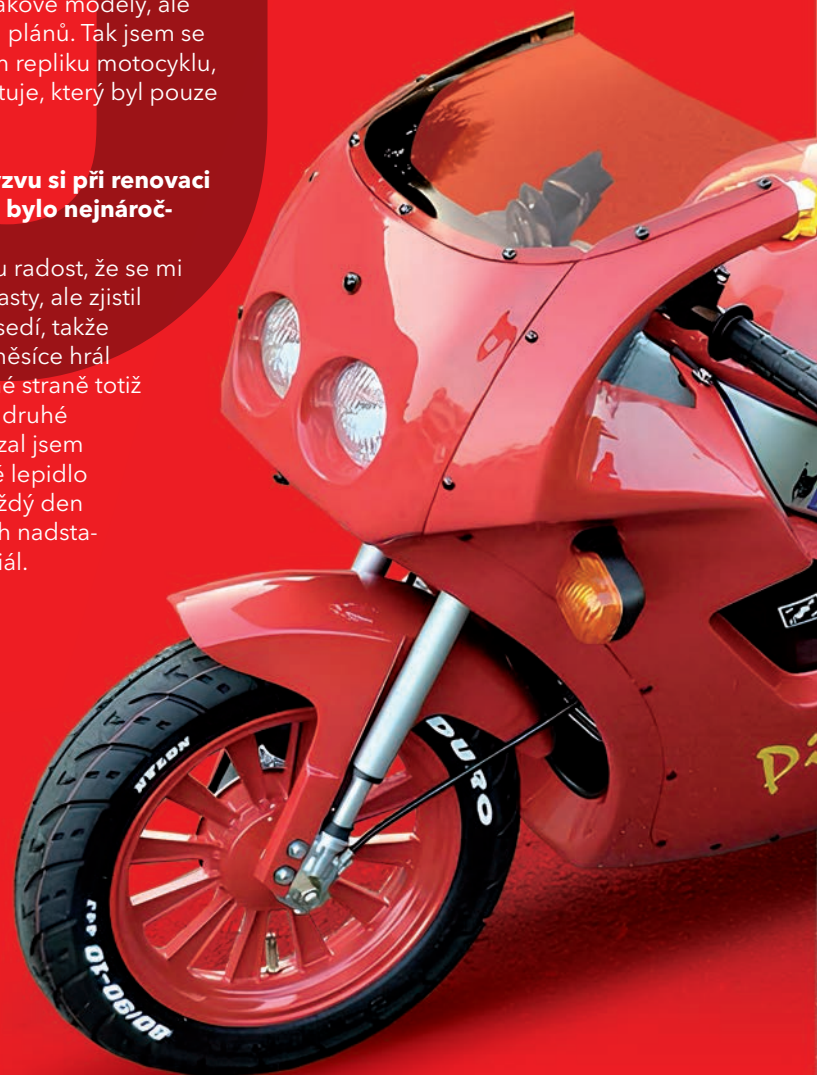 akové modely, ale
plánů. Tak jsem se
repliku motocyklu,
tuje, který byl pouze
zvu si při renovaci
bylo nejnároč-
u radost, že se mi
asty, ale zjistil
sedí, takže
měsíce hrál
é straně totiž
druhé
zal jsem
é lepidlo
ždý den
h nadsta-
iál.
NYLON
DURO
80/90-10